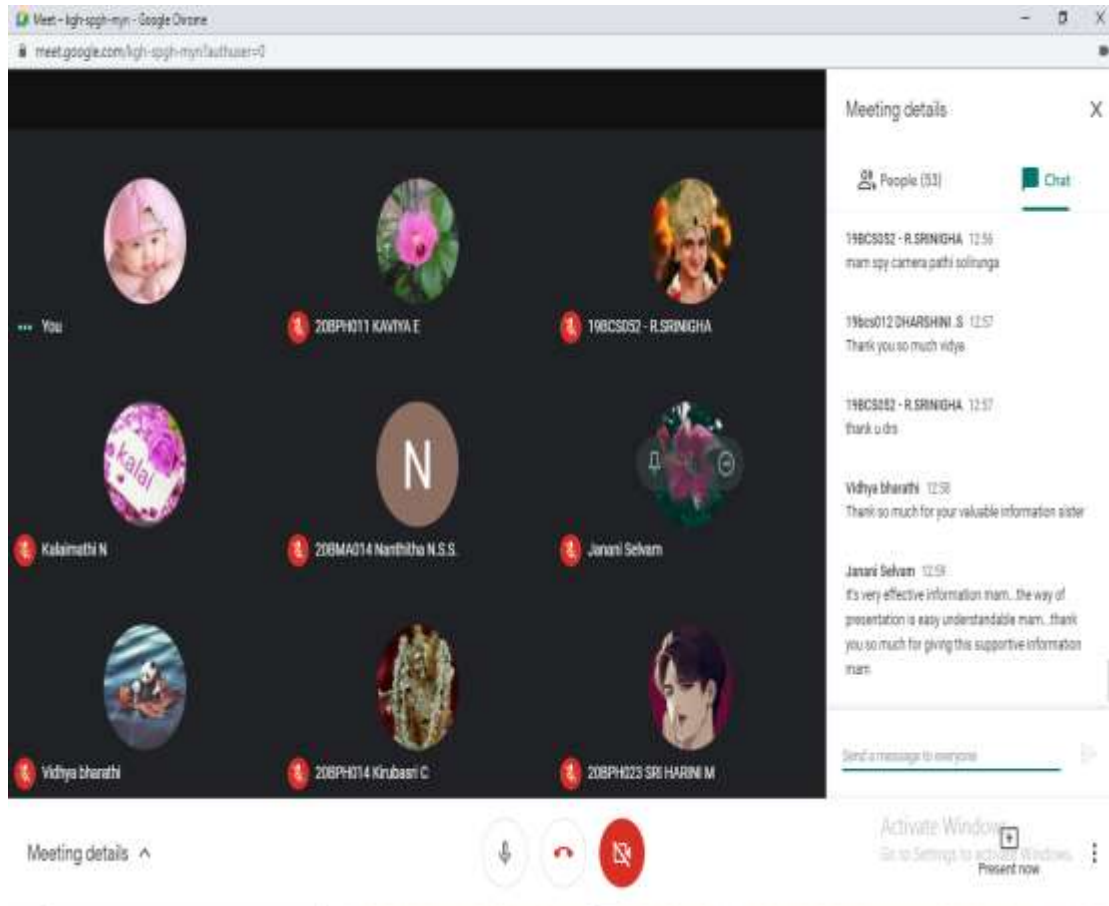 Meet - kgh-spgh-myn - Google Chrome
meet.google.com/kgh-spgh-myn?authuser=0
You
20BPH011 KAVIYA E
19BCS052 - R.SRINIGHA
kalai
Kalaimathi N
N
20BMA014 Nanthitha N.S.S.
Janani Selvam
Vidhya bharathi
20BPH014 Kirubasri C
20BPH023 SRI HARINI M
Meeting details
People (53)
Chat
19BCS052 - R.SRINIGHA 12:56
mam spy camera pathi solirunga
19bcs012 DHARSHINI .S 12:57
Thank you so much vidya
19BCS052 - R.SRINIGHA 12:57
thank u drs
Vidhya bharathi 12:58
Thank so much for your valuable information sister
Janani Selvam 12:59
It's very effective information mam...the way of
presentation is easy understandable mam...thank
you so much for giving this supportive information
mam
Send a message to everyone
Meeting details
Activate Windows
Go to Settings to activate Windows.
Present now